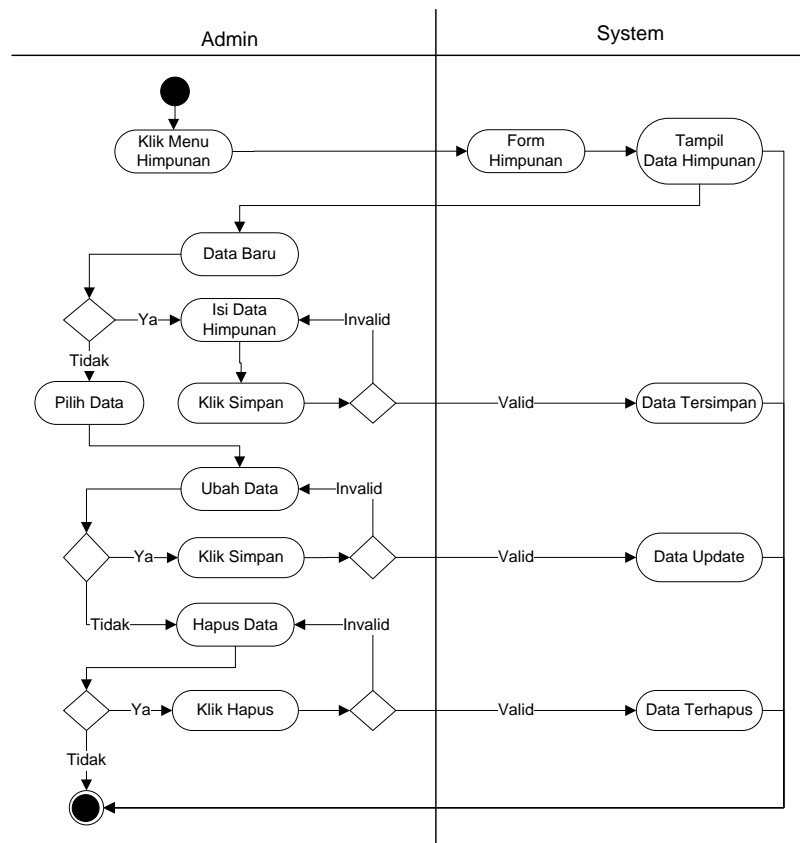 Admin
System
Klik Menu
Himpunan
Form
Himpunan
Tampil
Data Himpunan
Data Baru
Ya
Isi Data
Himpunan
Invalid
Tidak
Pilih Data
Klik Simpan
Valid
Data Tersimpan
Ubah Data
Invalid
Ya
Klik Simpan
Valid
Data Update
Tidak
Hapus Data
Invalid
Ya
Klik Hapus
Valid
Data Terhapus
Tidak